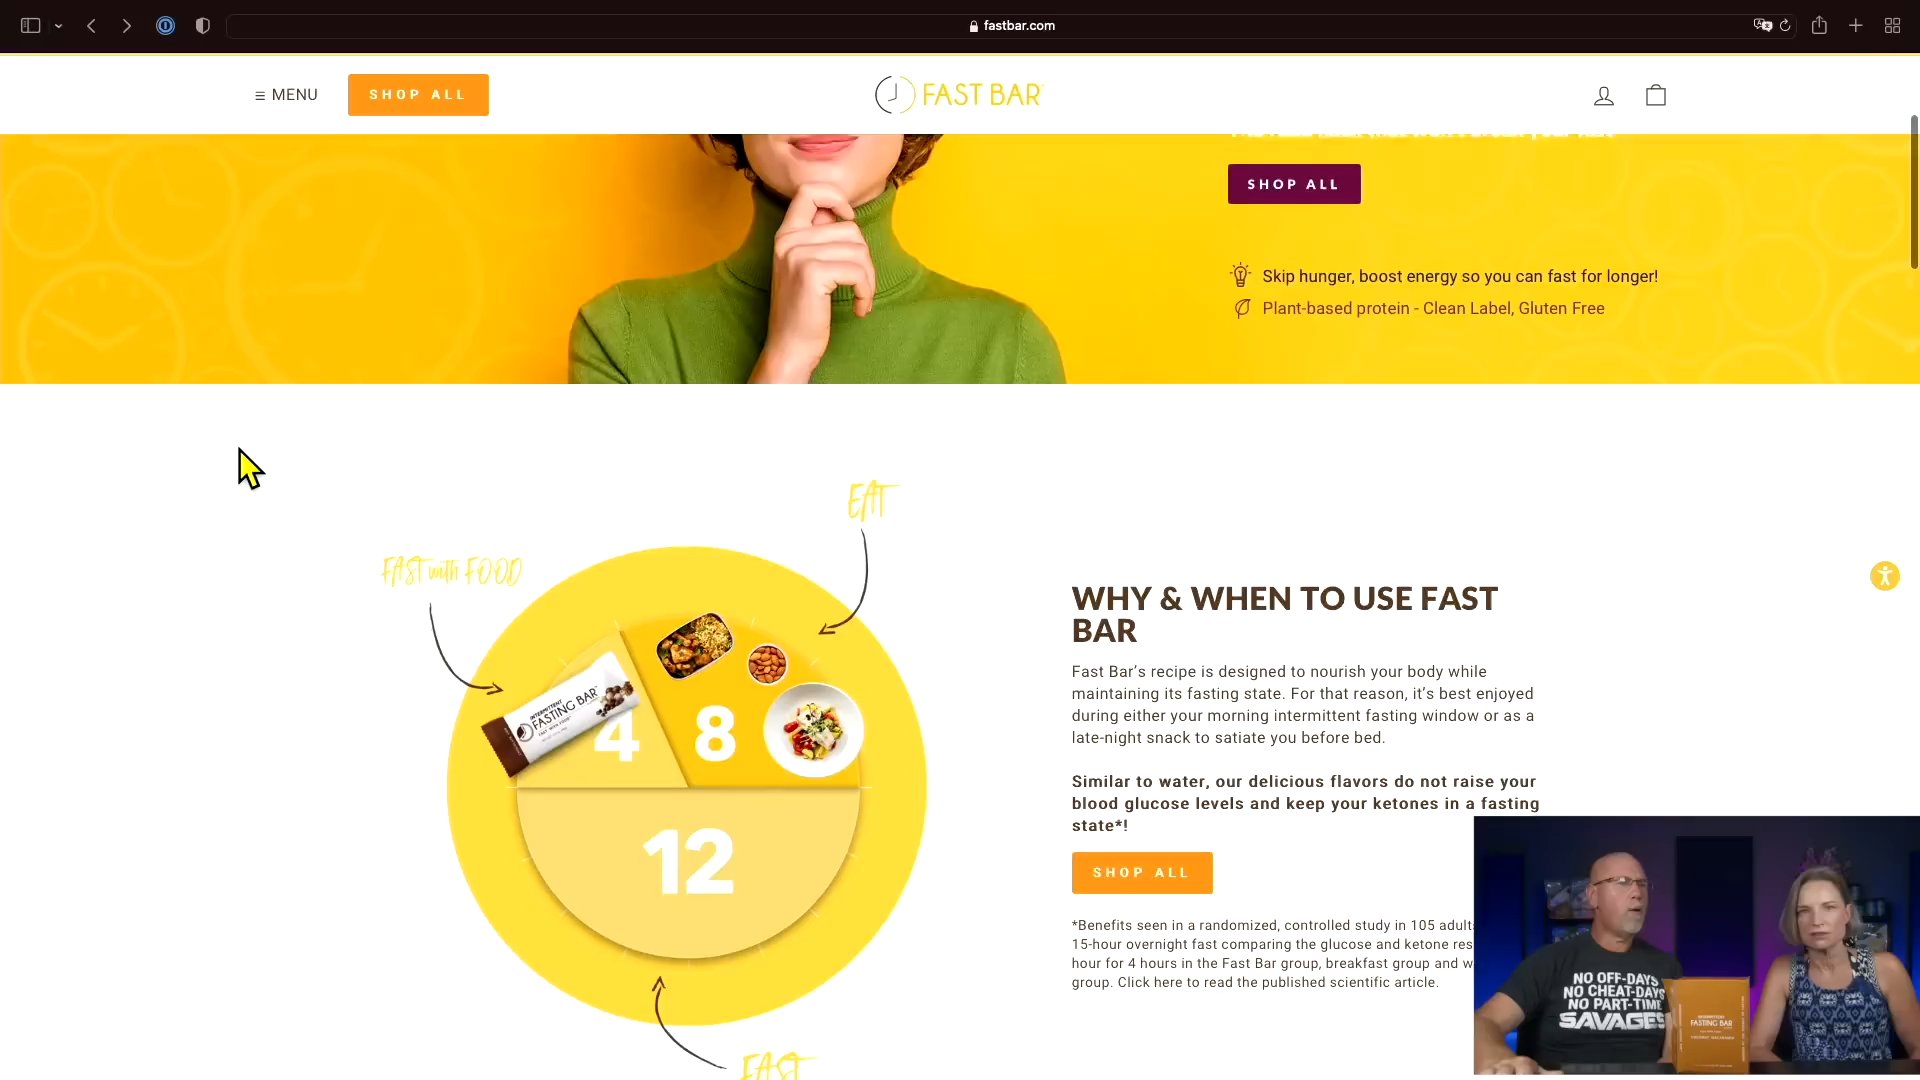 fastbar.com
MENU
SHOP ALL
FAST BAR
SHOP ALL
Skip hunger, boost energy so you can fast for longer!
Plant-based protein - Clean Label, Gluten Free
EAT
FAST with FOOD
INTERMITTENT
FASTING BAR
4
8
12
FAST
WHY & WHEN TO USE FAST
BAR
Fast Bar’s recipe is designed to nourish your body while
maintaining its fasting state. For that reason, it’s best enjoyed
during either your morning intermittent fasting window or as a
late-night snack to satiate you before bed.
Similar to water, our delicious flavors do not raise your
blood glucose levels and keep your ketones in a fasting
state*!
SHOP ALL
*Benefits seen in a randomized, controlled study in 105 adults
15-hour overnight fast comparing the glucose and ketone res
hour for 4 hours in the Fast Bar group, breakfast group and w
group. Click here to read the published scientific article.
NO OFF-DAYS
NO CHEAT-DAYS
NO PART-TIME
SAVAGES
FASTING BAR